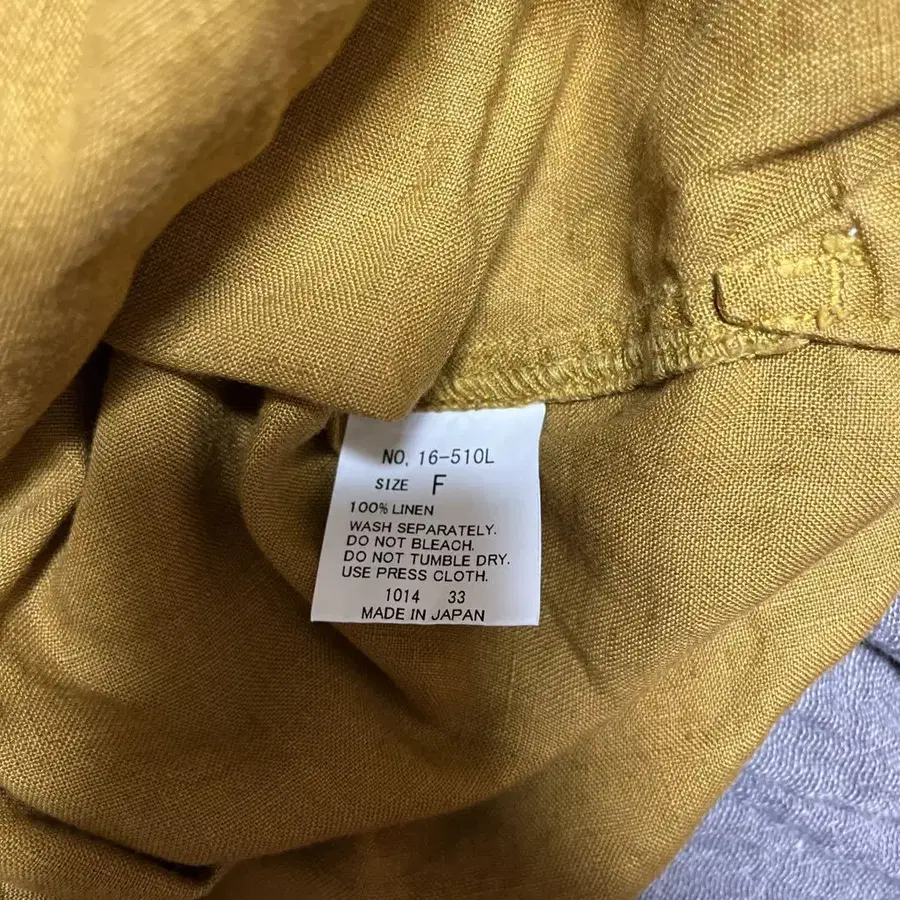 NO, 16-510L
SIZE F
100% LINEN
WASH SEPARATELY.
DO NOT BLEACH.
DO NOT TUMBLE DRY.
USE PRESS CLOTH.
1014 33
MADE IN JAPAN